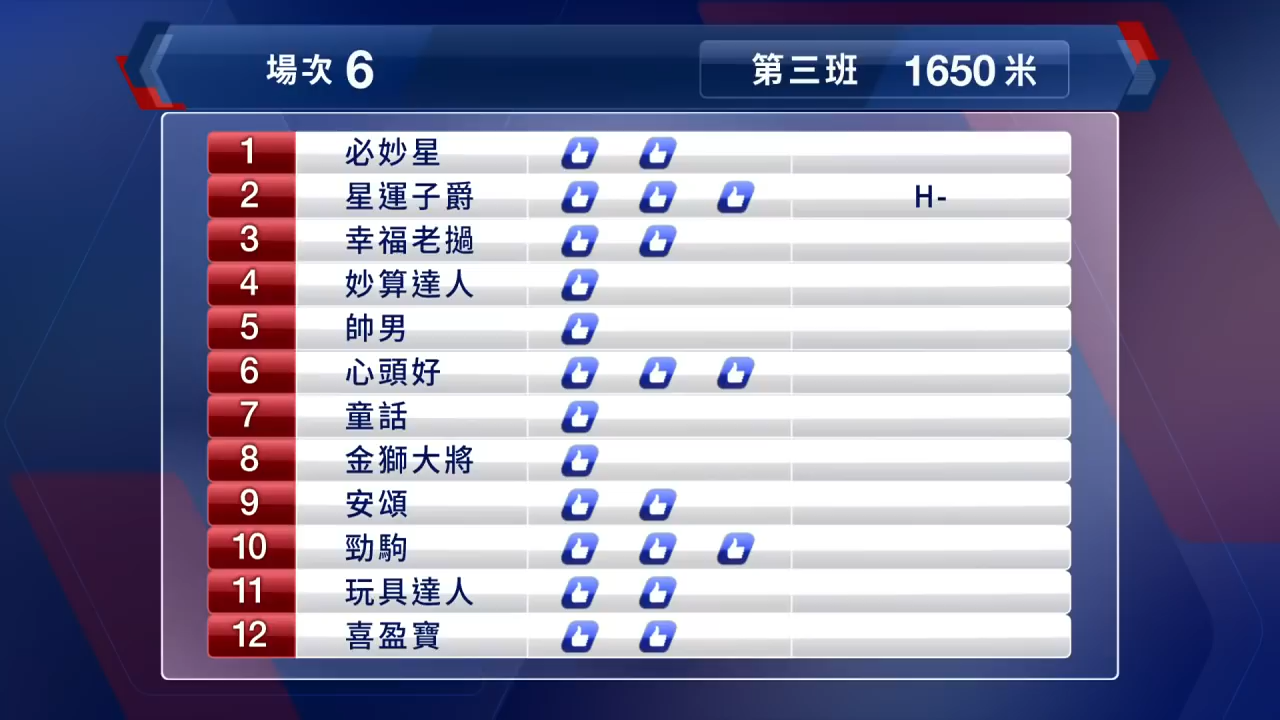 場次 6 第三班 1650 米
1 必妙星
2 星運子爵 H-
3 幸福老撾
4 妙算達人
5 帥男
6 心頭好
7 童話
8 金獅大將
9 安頌
10 勁駒
11 玩具達人
12 喜盈寶